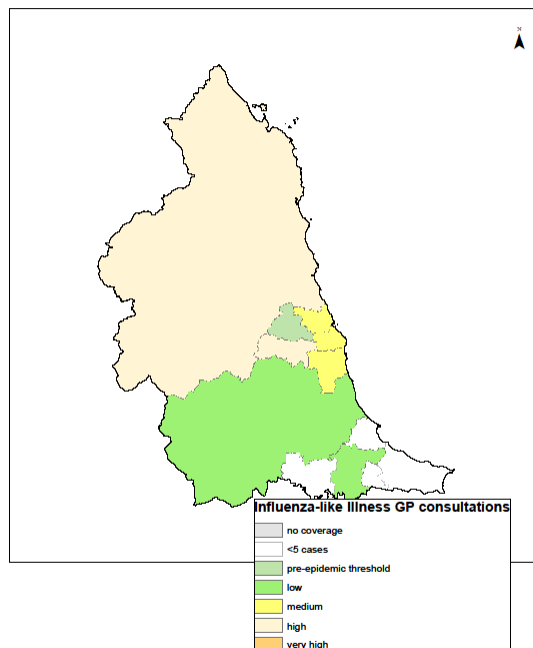 N
Influenza-like Illness GP consultations
no coverage
<5 cases
pre-epidemic threshold
low
medium
high
very high